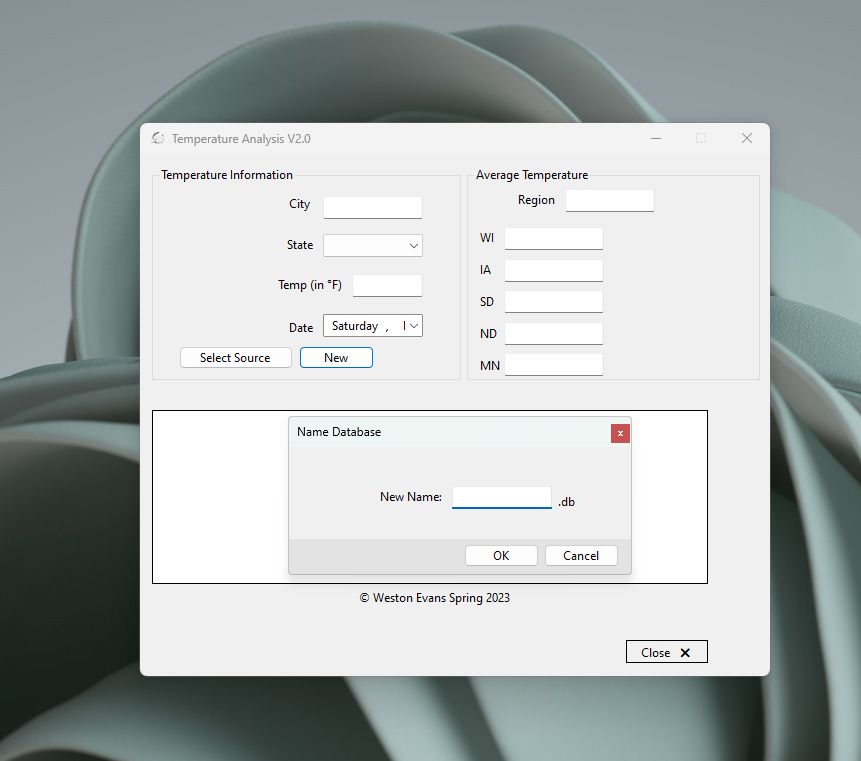 Temperature Analysis V2.0
Temperature Information
City
State
Temp (in °F)
Date Saturday ,
Select Source New
Average Temperature
Region
WI
IA
SD
ND
MN
Name Database x
New Name: .db
OK Cancel
© Weston Evans Spring 2023
Close ✕